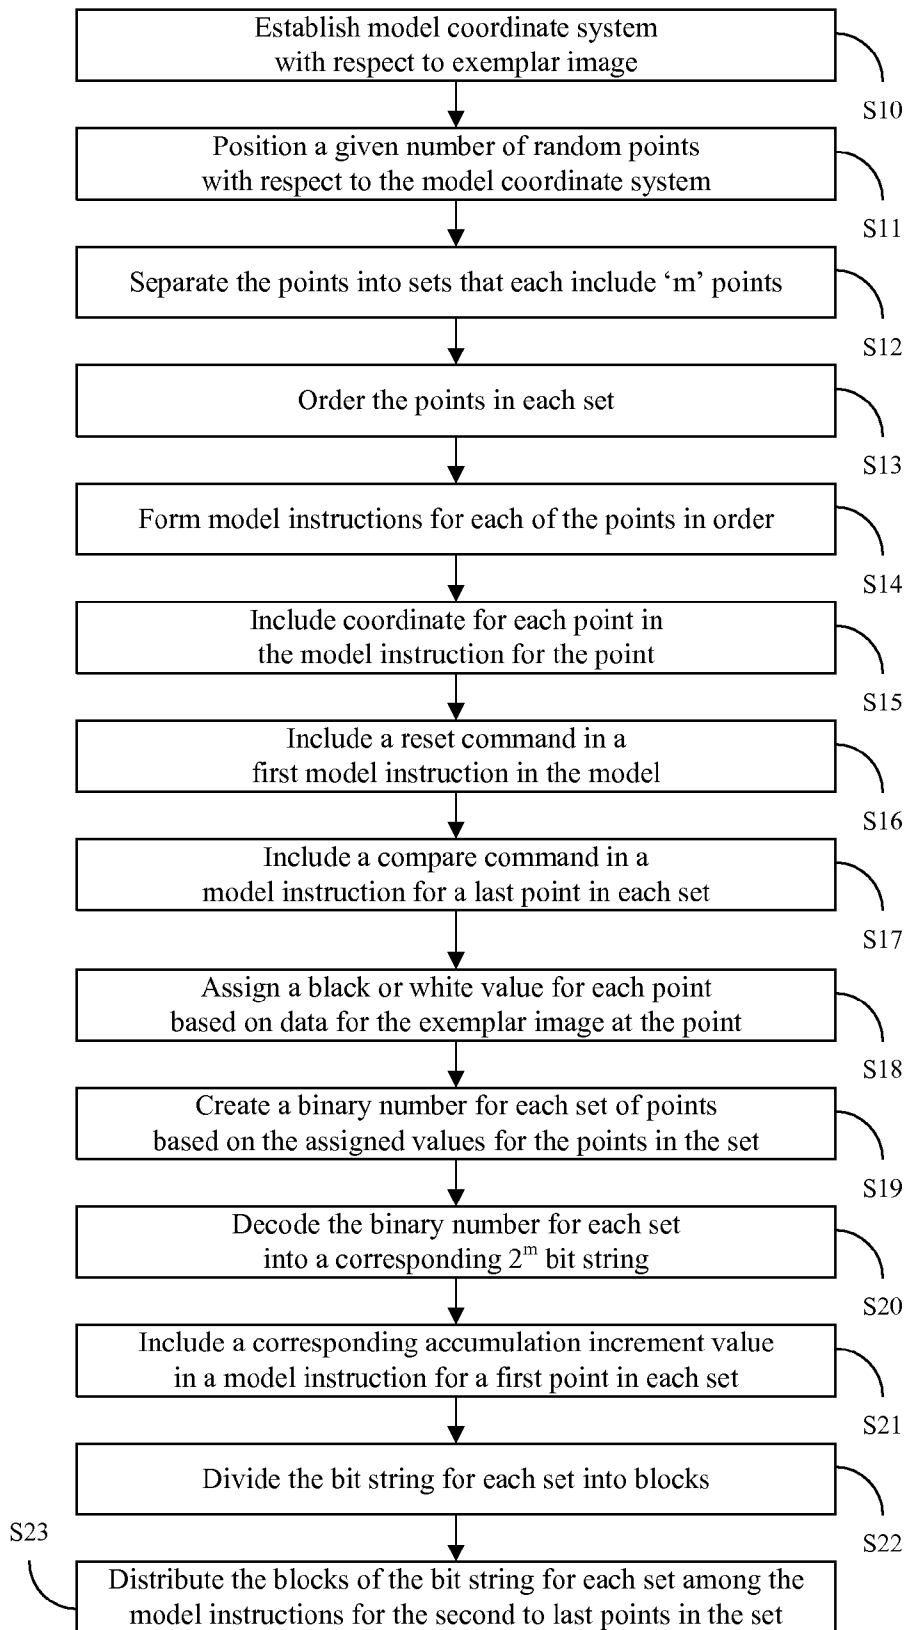 Establish model coordinate system
with respect to exemplar image
S10
Position a given number of random points
with respect to the model coordinate system
S11
Separate the points into sets that each include ‘m’ points
S12
Order the points in each set
S13
Form model instructions for each of the points in order
S14
Include coordinate for each point in
the model instruction for the point
S15
Include a reset command in a
first model instruction in the model
S16
Include a compare command in a
model instruction for a last point in each set
S17
Assign a black or white value for each point
based on data for the exemplar image at the point
S18
Create a binary number for each set of points
based on the assigned values for the points in the set
S19
Decode the binary number for each set
into a corresponding 2^m bit string
S20
Include a corresponding accumulation increment value
in a model instruction for a first point in each set
S21
Divide the bit string for each set into blocks
S22
S23
Distribute the blocks of the bit string for each set among the
model instructions for the second to last points in the set